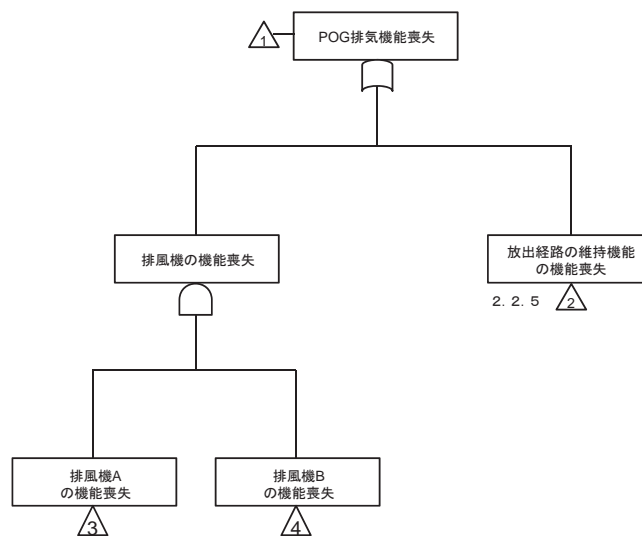 1
POG排気機能喪失
排風機の機能喪失
放出経路の維持機能
の機能喪失
2. 2. 5
2
排風機A
の機能喪失
排風機B
の機能喪失
3
4